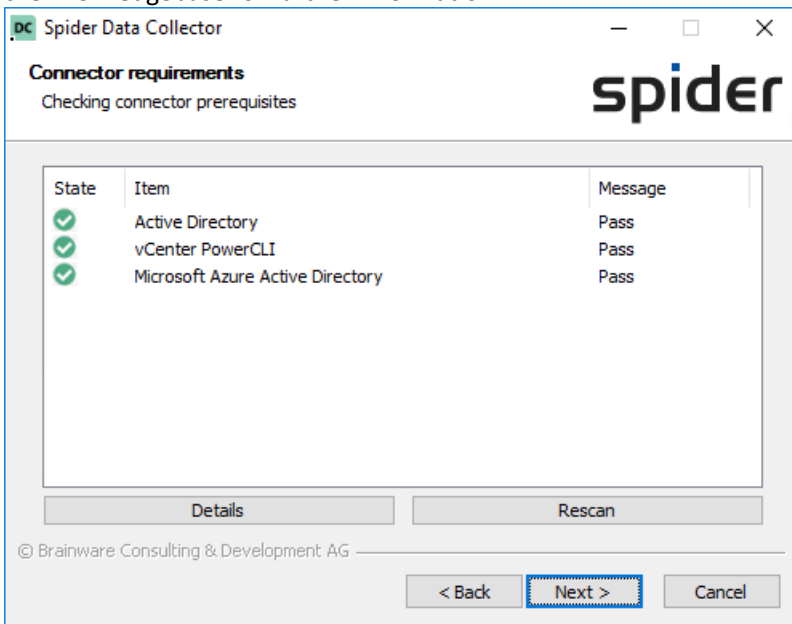 DC Spider Data Collector
Connector requirements
Checking connector prerequisites
spider
State Item Message
Active Directory Pass
vCenter PowerCLI Pass
Microsoft Azure Active Directory Pass
Details Rescan
© Brainware Consulting & Development AG
< Back Next > Cancel